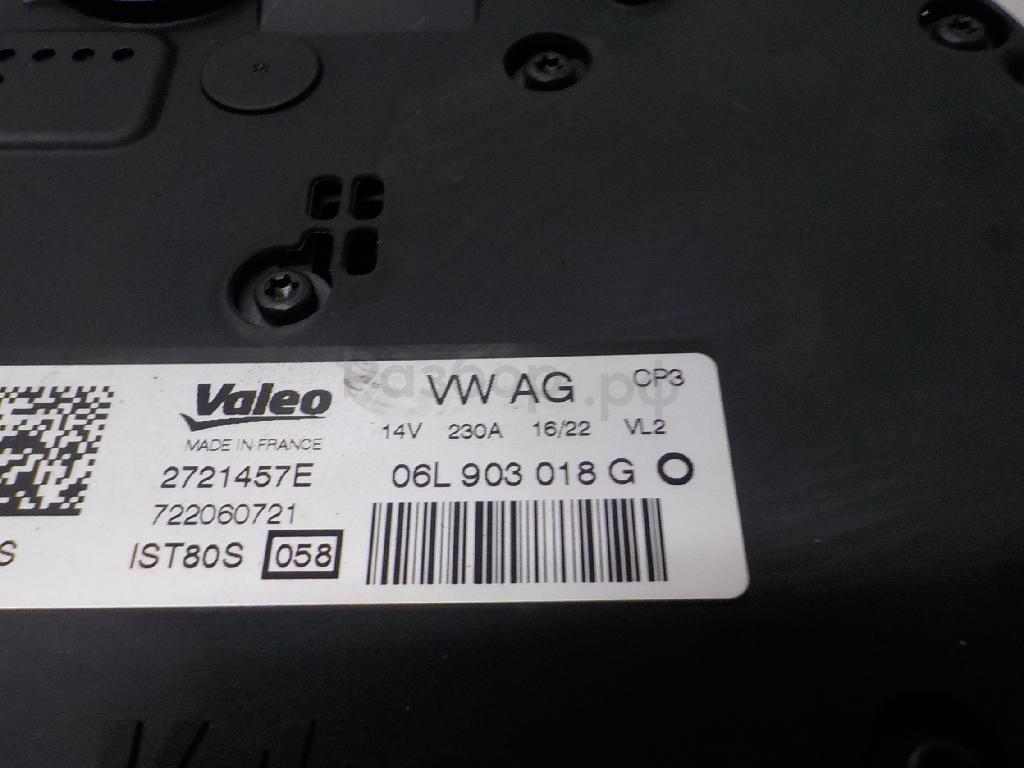 Valeo
MADE IN FRANCE
2721457E
722060721
S IST80S 058
VW AG CP3
14V 230A 16/22 VL2
06L 903 018 G O
Разбор.рф